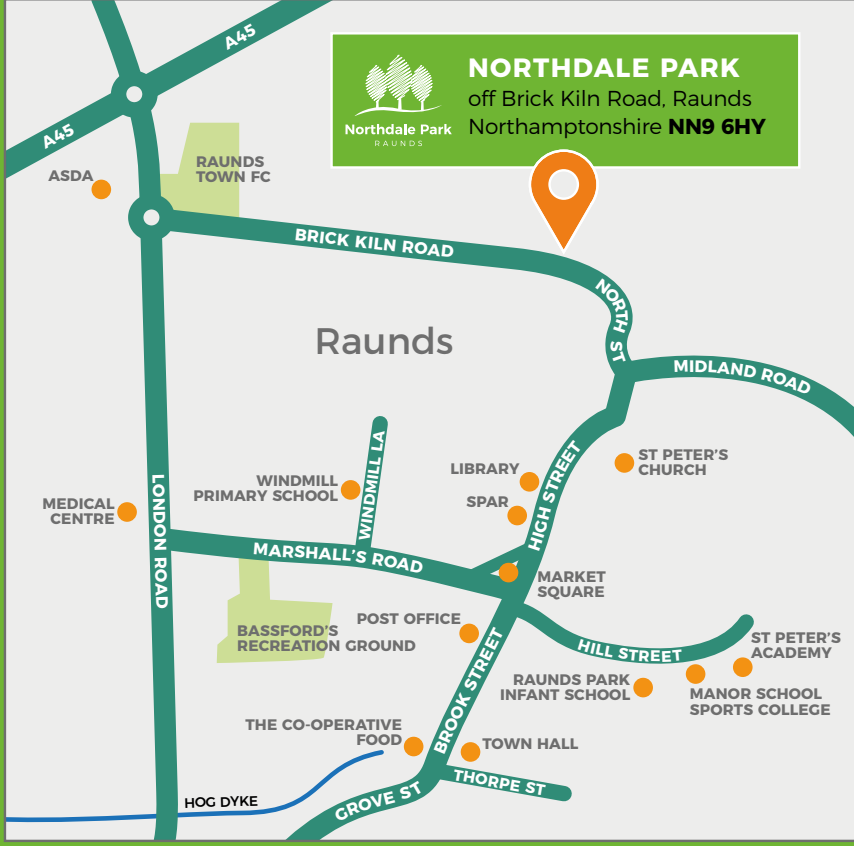 A45
A45
NORTHDALE PARK
off Brick Kiln Road, Raunds
Northamptonshire NN9 6HY
Northdale Park
RAUNDS
ASDA
RAUNDS
TOWN FC
BRICK KILN ROAD
NORTH ST
Raunds
MIDLAND ROAD
LIBRARY
ST PETER'S
CHURCH
WINDMILL
PRIMARY SCHOOL
WINDMILL LA
SPAR
HIGH STREET
MEDICAL
CENTRE
LONDON ROAD
MARSHALL'S ROAD
MARKET
SQUARE
POST OFFICE
BASSFORD'S
RECREATION GROUND
HILL STREET
ST PETER'S
ACADEMY
RAUNDS PARK
INFANT SCHOOL
MANOR SCHOOL
SPORTS COLLEGE
BROOK STREET
THE CO-OPERATIVE
FOOD
TOWN HALL
THORPE ST
HOG DYKE
GROVE ST